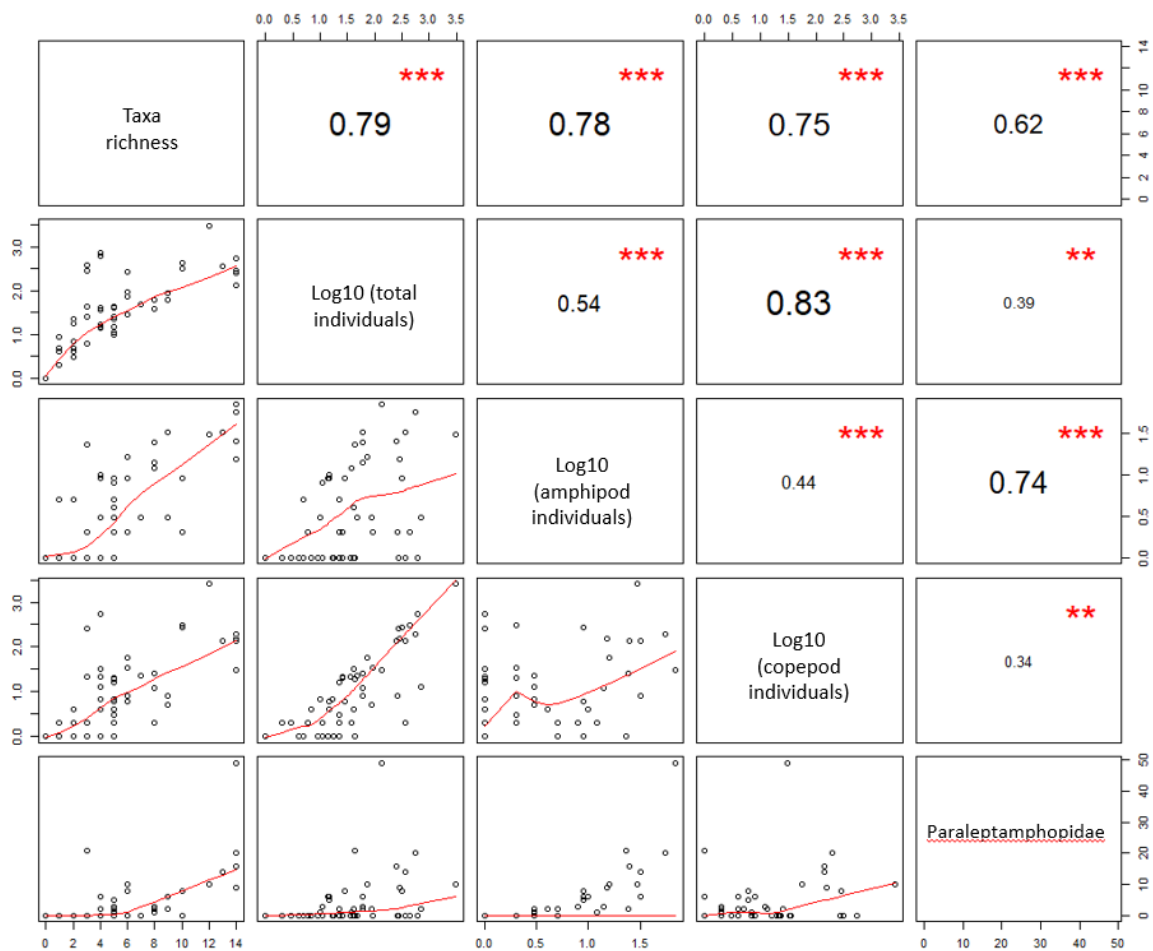 0.0 0.5 1.0 1.5 2.0 2.5 3.0 3.5
0.0 0.5 1.0 1.5 2.0 2.5 3.0 3.5
Taxa
richness
***
0.79
***
0.78
***
0.75
***
0.62
0 2 4 6 8 10 12 14
0.0 1.0 2.0 3.0
Log10 (total
individuals)
***
0.54
***
0.83
**
0.39
Log10
(amphipod
individuals)
***
0.44
***
0.74
0.0 0.5 1.0 1.5
0.0 1.0 2.0 3.0
Log10
(copepod
individuals)
**
0.34
Paraleptamphopidae
0 10 20 30 40 50
0 2 4 6 8 10 12 14
0.0 0.5 1.0 1.5
0 10 20 30 40 50